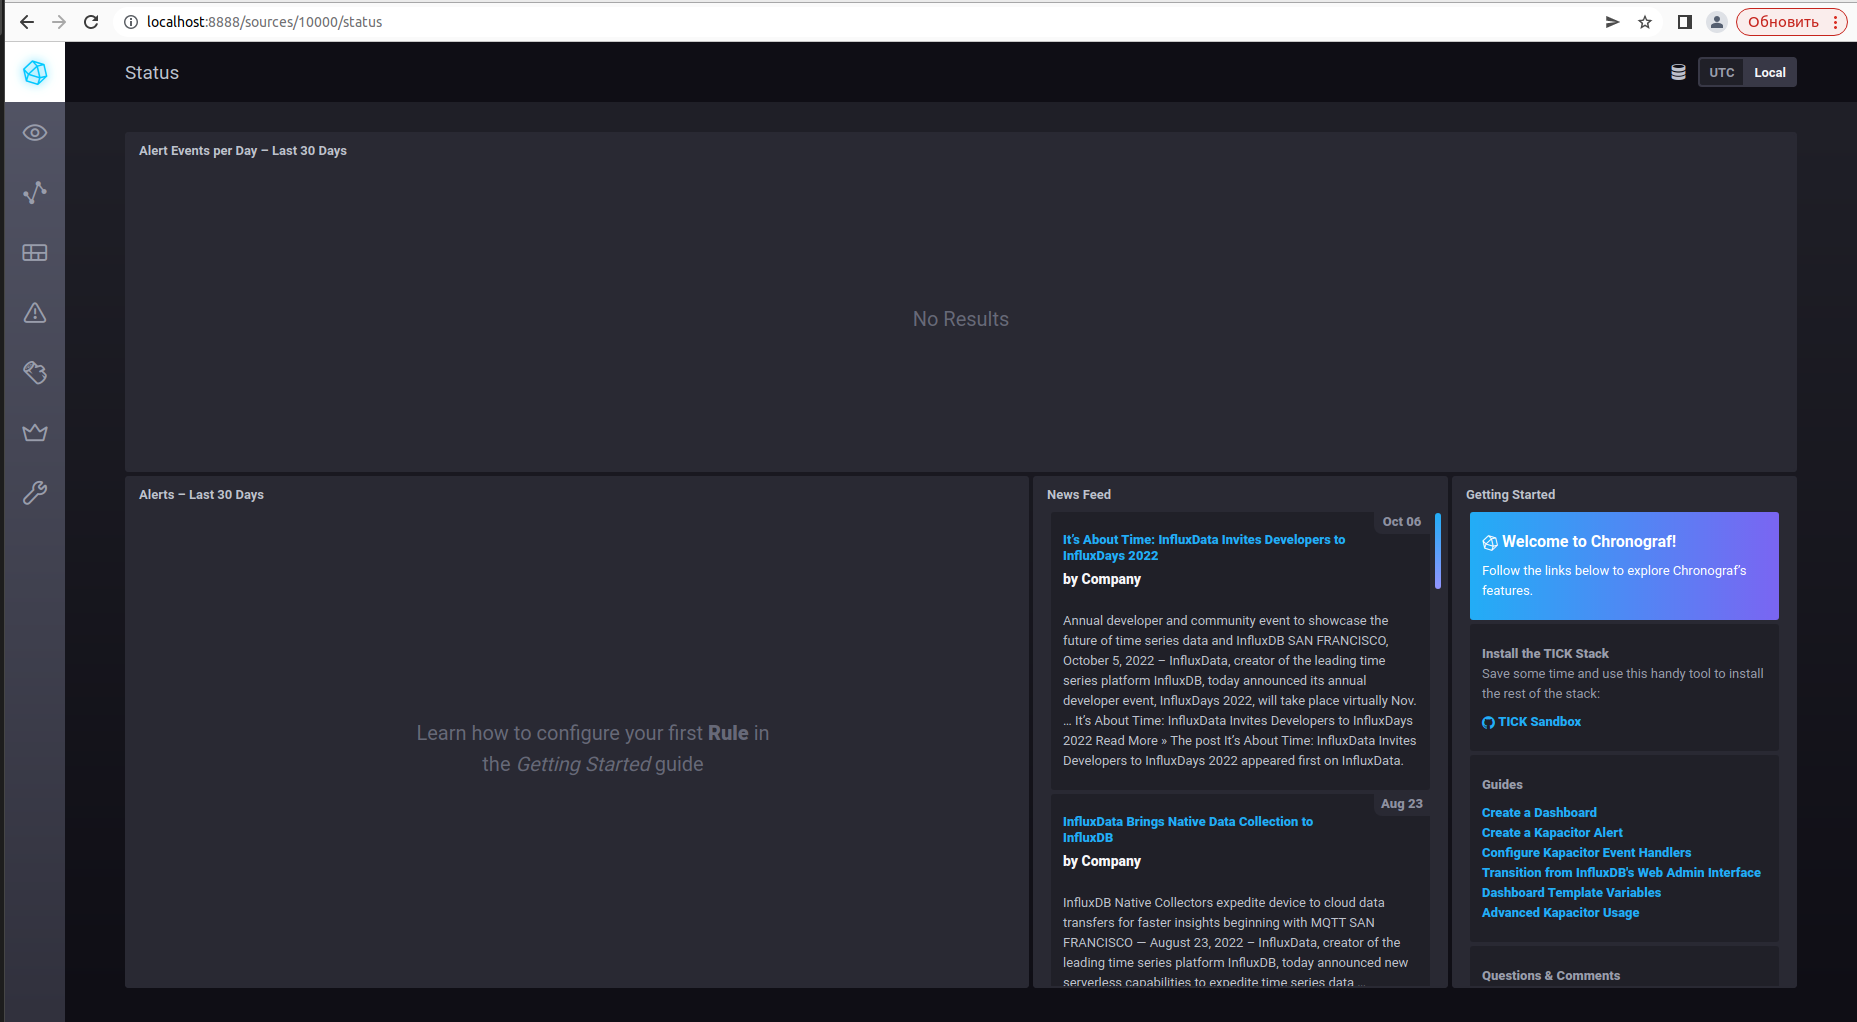 localhost:8888/sources/10000/status
Обновить
Status
UTC
Local
Alert Events per Day – Last 30 Days
No Results
Alerts – Last 30 Days
Learn how to configure your first Rule in
the Getting Started guide
News Feed
Oct 06
It's About Time: InfluxData Invites Developers to
InfluxDays 2022
by Company
Annual developer and community event to showcase the
future of time series data and InfluxDB SAN FRANCISCO,
October 5, 2022 – InfluxData, creator of the leading time
series platform InfluxDB, today announced its annual
developer event, InfluxDays 2022, will take place virtually Nov.
... It's About Time: InfluxData Invites Developers to InfluxDays
2022 Read More » The post It's About Time: InfluxData Invites
Developers to InfluxDays 2022 appeared first on InfluxData.
Aug 23
InfluxData Brings Native Data Collection to
InfluxDB
by Company
InfluxDB Native Collectors expedite device to cloud data
transfers for faster insights beginning with MQTT SAN
FRANCISCO — August 23, 2022 – InfluxData, creator of the
leading time series platform InfluxDB, today announced new
serverless capabilities to expedite time series data ...
Getting Started
Welcome to Chronograf!
Follow the links below to explore Chronograf's
features.
Install the TICK Stack
Save some time and use this handy tool to install
the rest of the stack:
TICK Sandbox
Guides
Create a Dashboard
Create a Kapacitor Alert
Configure Kapacitor Event Handlers
Transition from InfluxDB's Web Admin Interface
Dashboard Template Variables
Advanced Kapacitor Usage
Questions & Comments